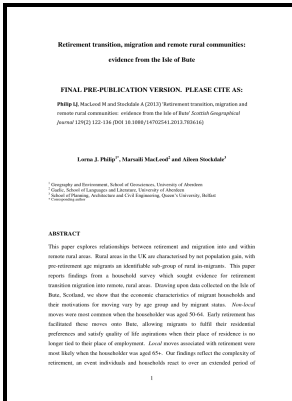 Retirement transition, migration and remote rural communities:
evidence from the Isle of Bute
FINAL PRE-PUBLICATION VERSION. PLEASE CITE AS:
Philip LJ, MacLeod M and Stockdale A (2013) 'Retirement transition, migration and
remote rural communities: evidence from the Isle of Bute' Scottish Geographical
Journal 129(2) 122-136 (DOI 10.1080/14702541.2013.783616)
Lorna J. Philip1*, Marsaili MacLeod2 and Aileen Stockdale3
1 Geography and Environment, School of Geosciences, University of Aberdeen
2 Gaelic, School of Languages and Literature, University of Aberdeen
3 School of Planning, Architecture and Civil Engineering, Queen's University, Belfast
* Corresponding author
ABSTRACT
This paper explores relationships between retirement and migration into and within
remote rural areas. Rural areas in the UK are characterised by net population gain, with
pre-retirement age migrants an identifiable sub-group of rural in-migrants. This paper
reports findings from a household survey which sought evidence for retirement
transition migration into remote, rural areas. Drawing upon data collected on the Isle of
Bute, Scotland, we show that the economic characteristics of migrant households and
their motivations for moving vary by age group and by migrant status. Non-local
moves were most common when the householder was aged 50-64. Early retirement has
facilitated these moves onto Bute, allowing migrants to fulfil their residential
preferences and satisfy quality of life aspirations when their place of residence is no
longer tied to their place of employment. Local moves associated with retirement were
most likely when the householder was aged 65+. Our findings reflect the complexity of
retirement, an event individuals and households react to over an extended period of
1